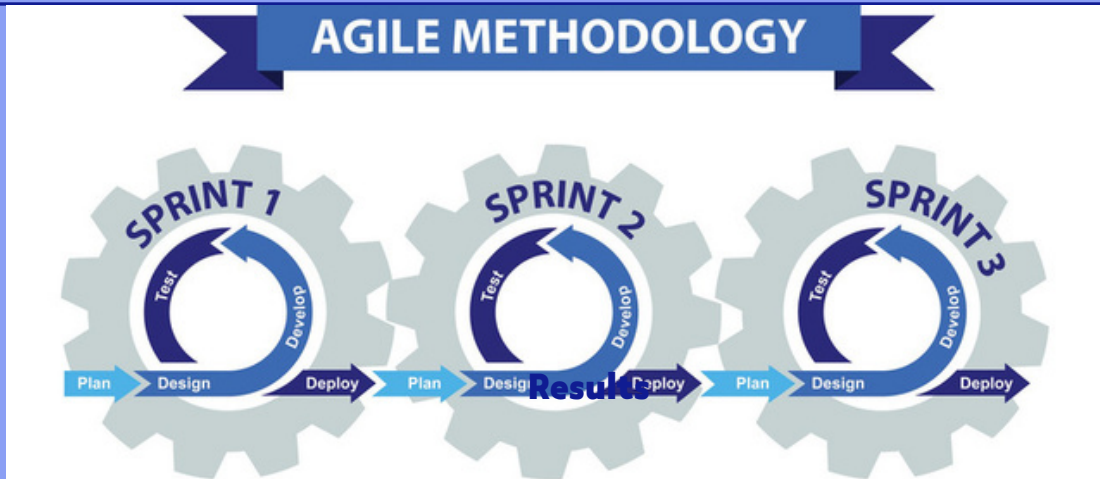 AGILE METHODOLOGY
SPRINT 1
Test
Develop
Plan
Design
Deploy
SPRINT 2
Test
Develop
Plan
Design
Results
Deploy
SPRINT 3
Test
Develop
Plan
Design
Deploy